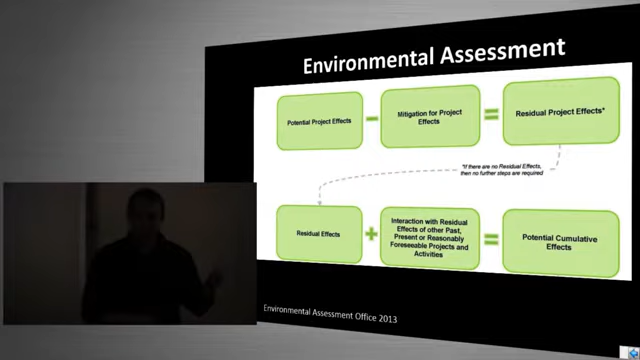 Environmental Assessment
Potential Project Effects
Mitigation for Project
Effects
Residual Project Effects*
*If there are no Residual Effects,
then no further steps are required
Residual Effects
Interaction with Residual
Effects of other Past,
Present or Reasonably
Foreseeable Projects and
Activities
Potential Cumulative
Effects
Environmental Assessment Office 2013